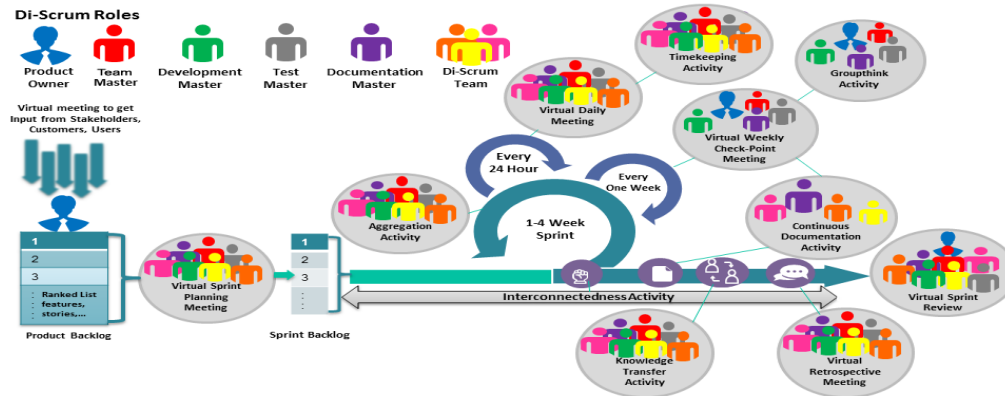 Di-Scrum Roles
Product
Owner
Team
Master
Development
Master
Test
Master
Documentation
Master
Di-Scrum
Team
Virtual meeting to get
Input from Stakeholders,
Customers, Users
1
2
3
Ranked List
features,
stories,...
Product Backlog
Virtual Sprint
Planning
Meeting
1
2
3
Sprint Backlog
Aggregation
Activity
Every
24 Hour
Every
One Week
1-4 Week
Sprint
Virtual Daily
Meeting
Timekeeping
Activity
Groupthink
Activity
Virtual Weekly
Check-Point
Meeting
Continuous
Documentation
Activity
Interconnectedness Activity
Virtual Sprint
Review
Knowledge
Transfer
Activity
Virtual
Retrospective
Meeting